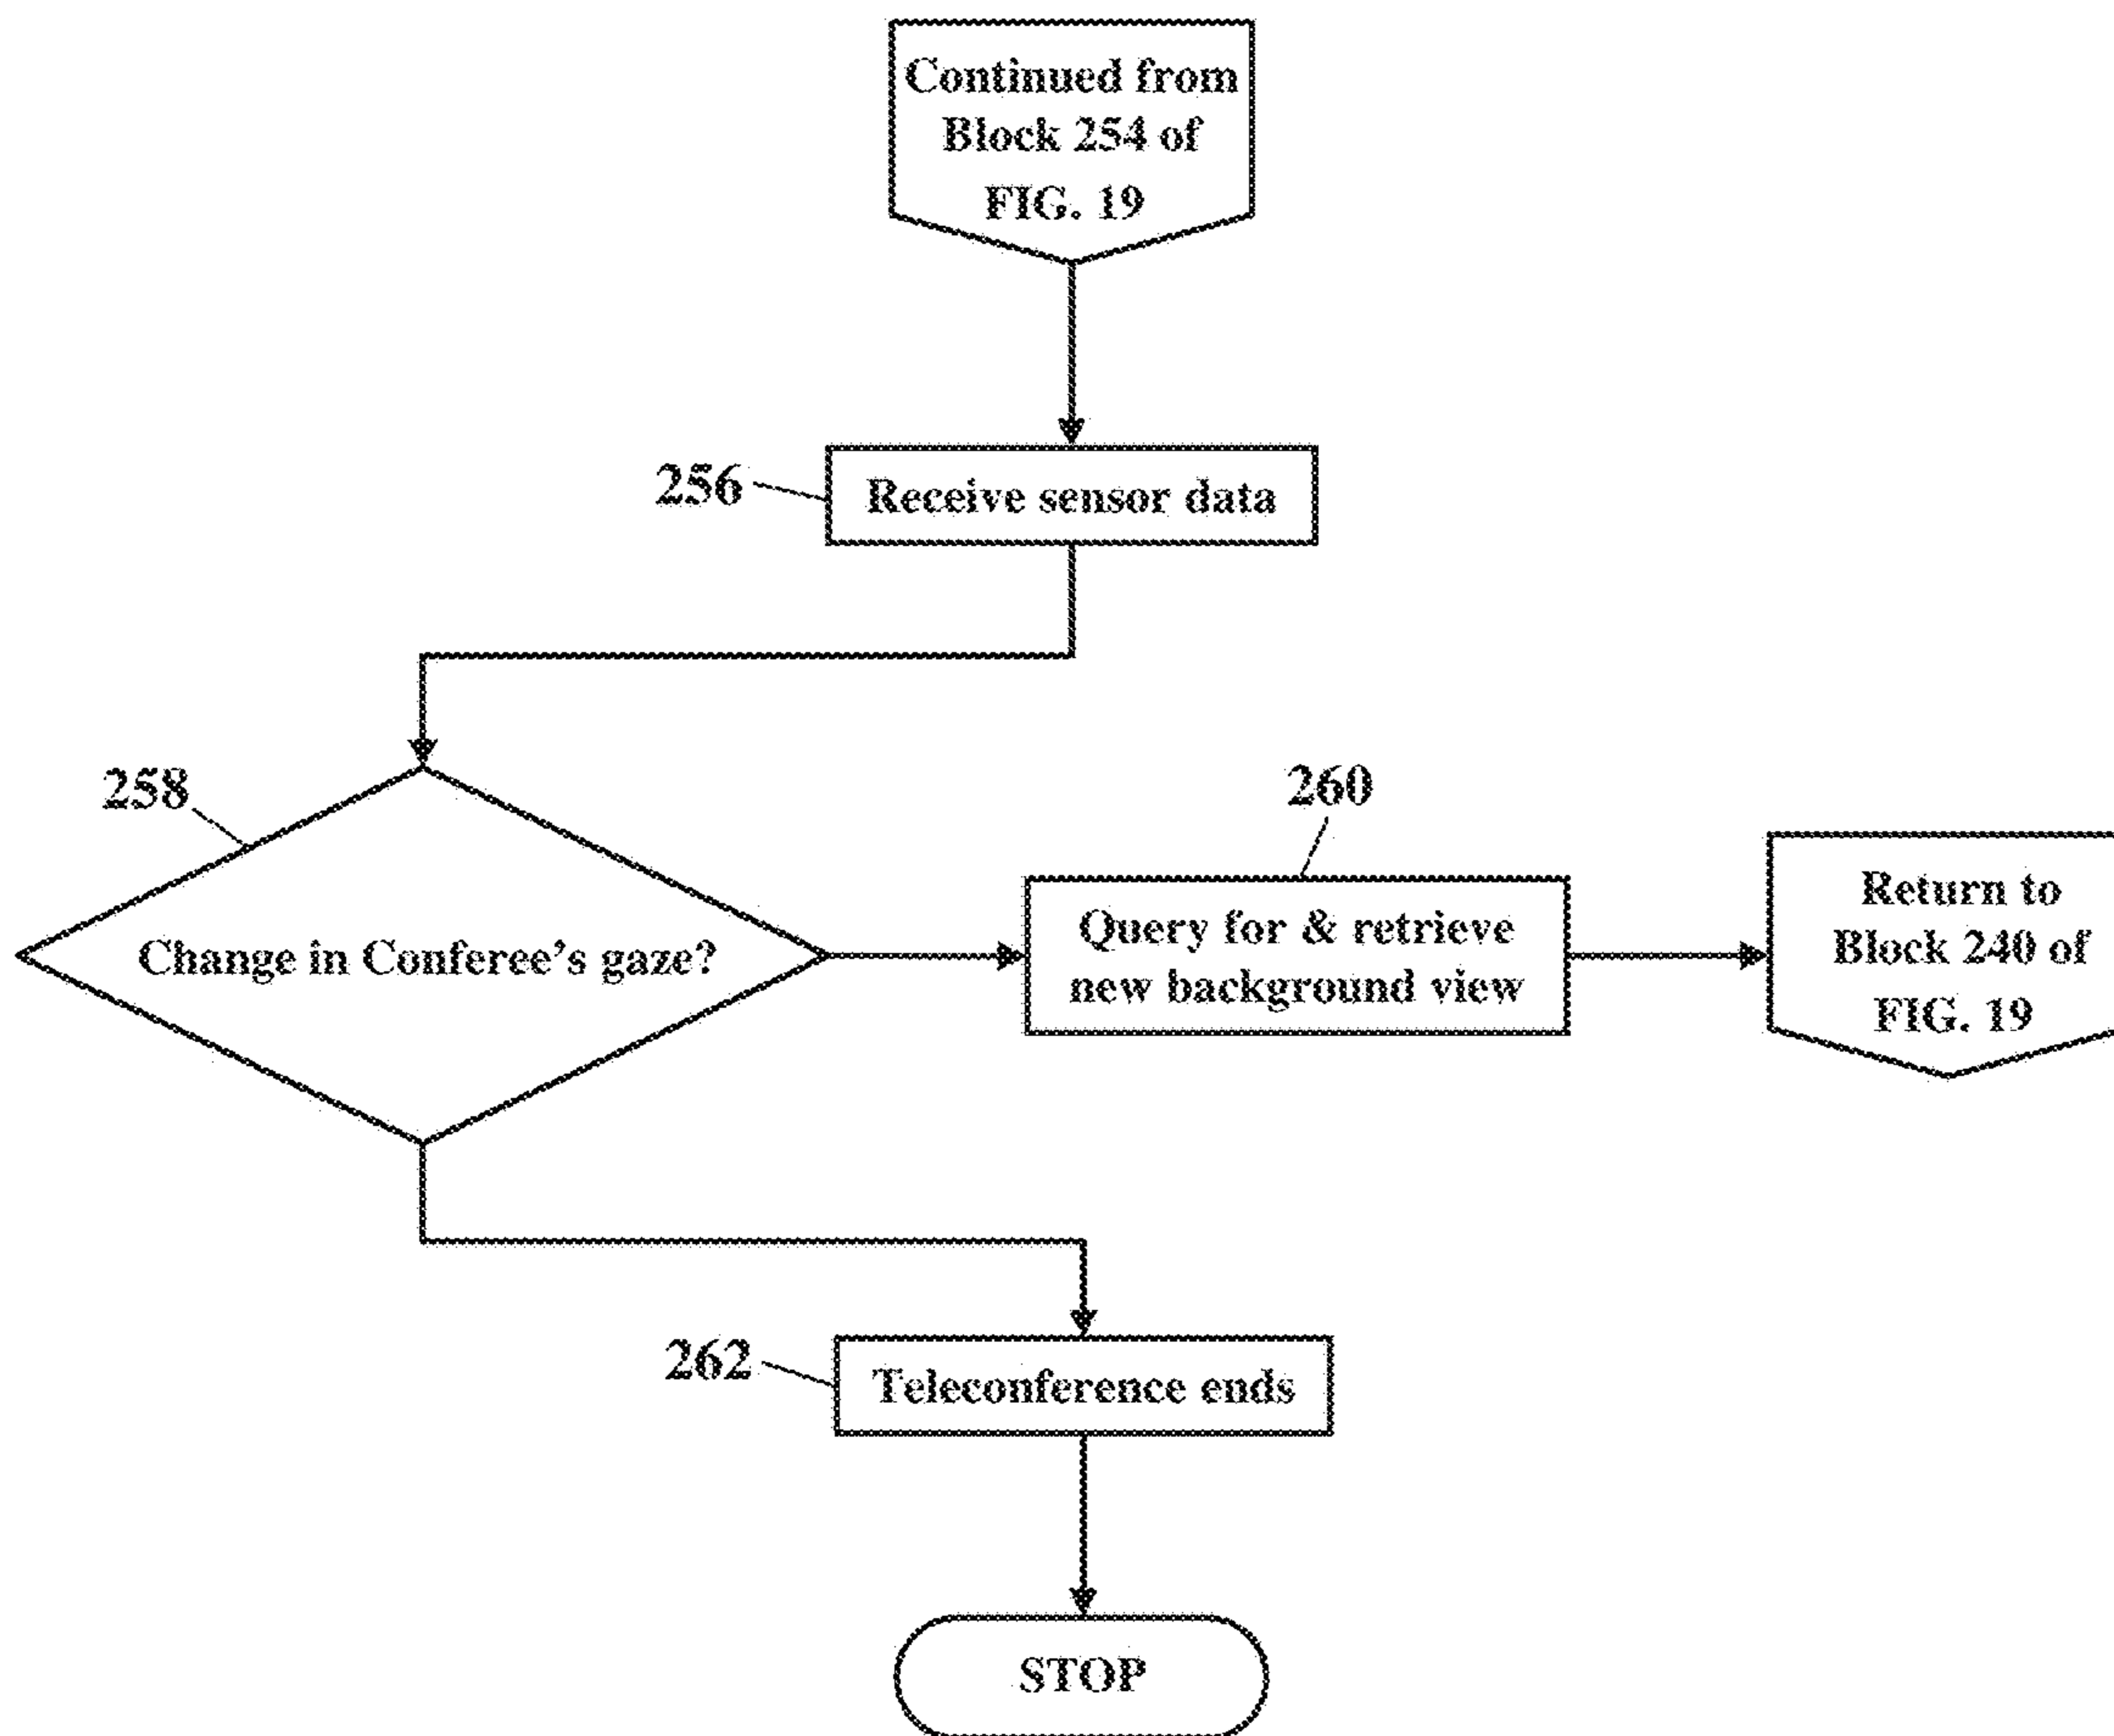 Continued from
Block 254 of
FIG. 19
256
Receive sensor data
258
Change in Conferee's gaze?
260
Query for & retrieve
new background view
Return to
Block 240 of
FIG. 19
262
Teleconference ends
STOP